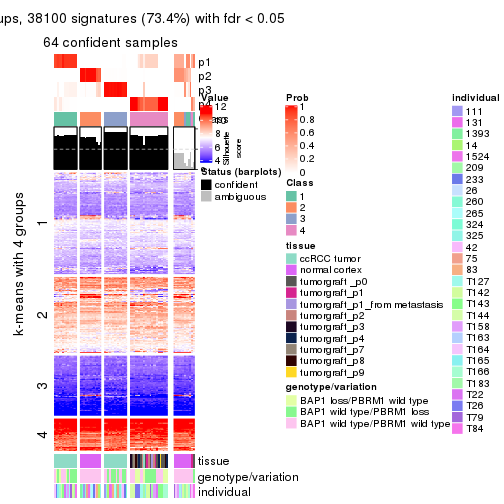 ups, 38100 signatures (73.4%) with fdr < 0.05
64 confident samples
p1
p2
p3
p4
Value
12
10
8
6
4
Silhouette
score
Status (barplots)
confident
ambiguous
Prob
1
0.8
0.6
0.4
0.2
0
Class
1
2
3
4
tissue
ccRCC tumor
normal cortex
tumorgraft _p0
tumorgraft_p1
tumorgraft_p1_from metastasis
tumorgraft_p2
tumorgraft_p3
tumorgraft_p4
tumorgraft_p7
tumorgraft_p8
tumorgraft_p9
genotype/variation
BAP1 loss/PBRM1 wild type
BAP1 wild type/PBRM1 loss
BAP1 wild type/PBRM1 wild type
individual
111
131
1393
14
1524
209
233
26
260
265
324
325
42
75
83
T127
T142
T143
T144
T158
T163
T164
T165
T166
T183
T22
T26
T79
T84
k-means with 4 groups
1
2
3
4
tissue
genotype/variation
individual